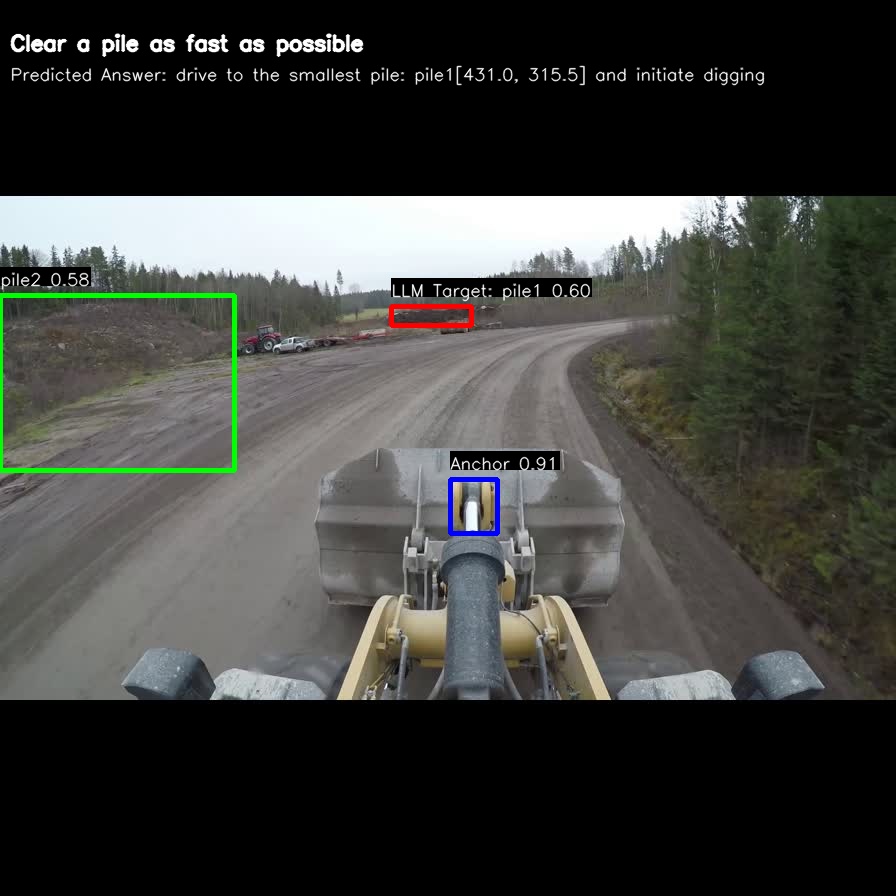 Clear a pile as fast as possible
Predicted Answer: drive to the smallest pile: pile1[431.0, 315.5] and initiate digging
pile2 0.58
LLM Target: pile1 0.60
Anchor 0.91